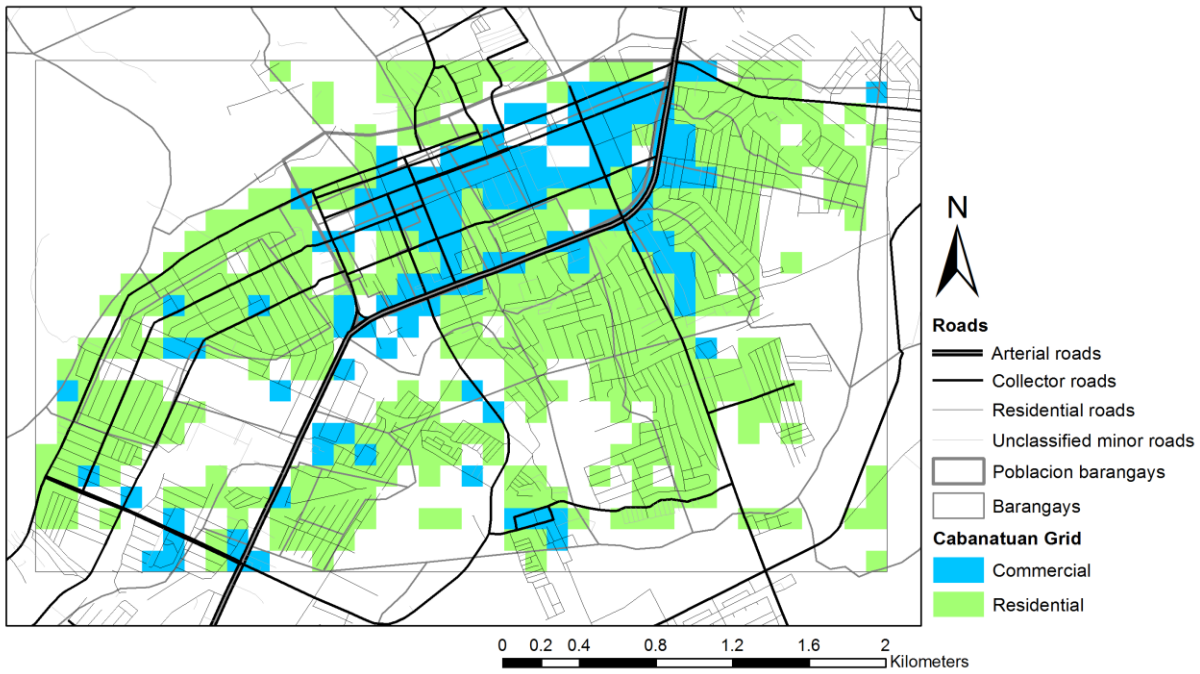 N
Roads
Arterial roads
Collector roads
Residential roads
Unclassified minor roads
Poblacion barangays
Barangays
Cabanatuan Grid
Commercial
Residential
0 0.2 0.4 0.8 1.2 1.6 2
Kilometers